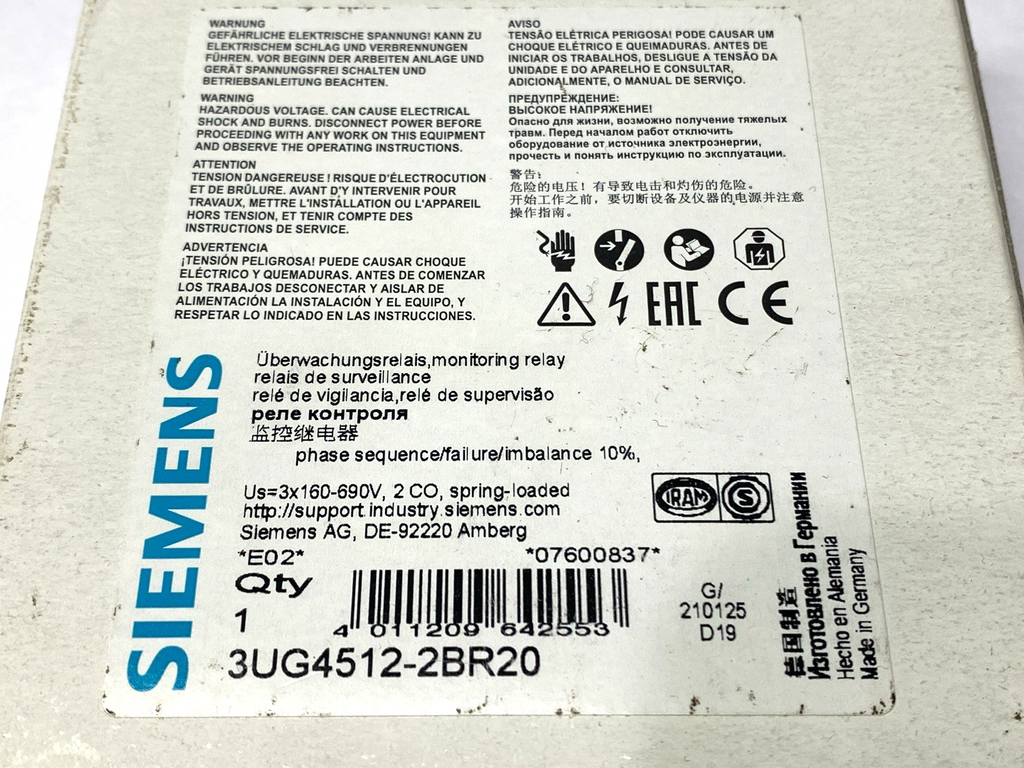 WARNUNG
GEFÄHRLICHE ELEKTRISCHE SPANNUNG! KANN ZU
ELEKTRISCHEM SCHLAG UND VERBRENNUNGEN
FÜHREN. VOR BEGINN DER ARBEITEN ANLAGE UND
GERÄT SPANNUNGSFREI SCHALTEN UND
BETRIEBSANLEITUNG BEACHTEN.
WARNING
HAZARDOUS VOLTAGE. CAN CAUSE ELECTRICAL
SHOCK AND BURNS. DISCONNECT POWER BEFORE
PROCEEDING WITH ANY WORK ON THIS EQUIPMENT
AND OBSERVE THE OPERATING INSTRUCTIONS.
ATTENTION
TENSION DANGEREUSE ! RISQUE D'ÉLECTROCUTION
ET DE BRÛLURE. AVANT D'Y INTERVENIR POUR
TRAVAUX, METTRE L'INSTALLATION OU L'APPAREIL
HORS TENSION, ET TENIR COMPTE DES
INSTRUCTIONS DE SERVICE.
ADVERTENCIA
¡TENSIÓN PELIGROSA! PUEDE CAUSAR CHOQUE
ELÉCTRICO Y QUEMADURAS. ANTES DE COMENZAR
LOS TRABAJOS DESCONECTAR Y AISLAR DE
ALIMENTACIÓN LA INSTALACIÓN Y EL EQUIPO, Y
RESPETAR LO INDICADO EN LAS INSTRUCCIONES.
AVISO
TENSÃO ELÉTRICA PERIGOSA! PODE CAUSAR UM
CHOQUE ELÉTRICO E QUEIMADURAS. ANTES DE
INICIAR OS TRABALHOS, DESLIGUE A TENSÃO DA
UNIDADE E DO APARELHO E CONSULTAR,
ADICIONALMENTE, O MANUAL DE SERVIÇO.
ПРЕДУПРЕЖДЕНИЕ:
ВЫСОКОЕ НАПРЯЖЕНИЕ!
Опасно для жизни, возможно получение тяжелых
травм. Перед началом работ отключить
оборудование от источника электроэнергии,
прочесть и понять инструкцию по эксплуатации.
警告:
危险的电压！有导致电击和灼伤的危险。
开始工作之前，要切断设备及仪器的电源并注意
操作指南。
EAC CE
SIEMENS
Überwachungsrelais,monitoring relay
relais de surveillance
relé de vigilancia,relé de supervisão
реле контроля
监控继电器
phase sequence/failure/imbalance 10%,
Us=3x160-690V, 2 CO, spring-loaded
http://support.industry.siemens.com
Siemens AG, DE-92220 Amberg
IRAM S
*E02* *07600837*
Qty
1
4 011209 642553
3UG4512-2BR20
G/
210125
D19
德国制造
Изготовлено в Германии
Hecho en Alemania
Made in Germany